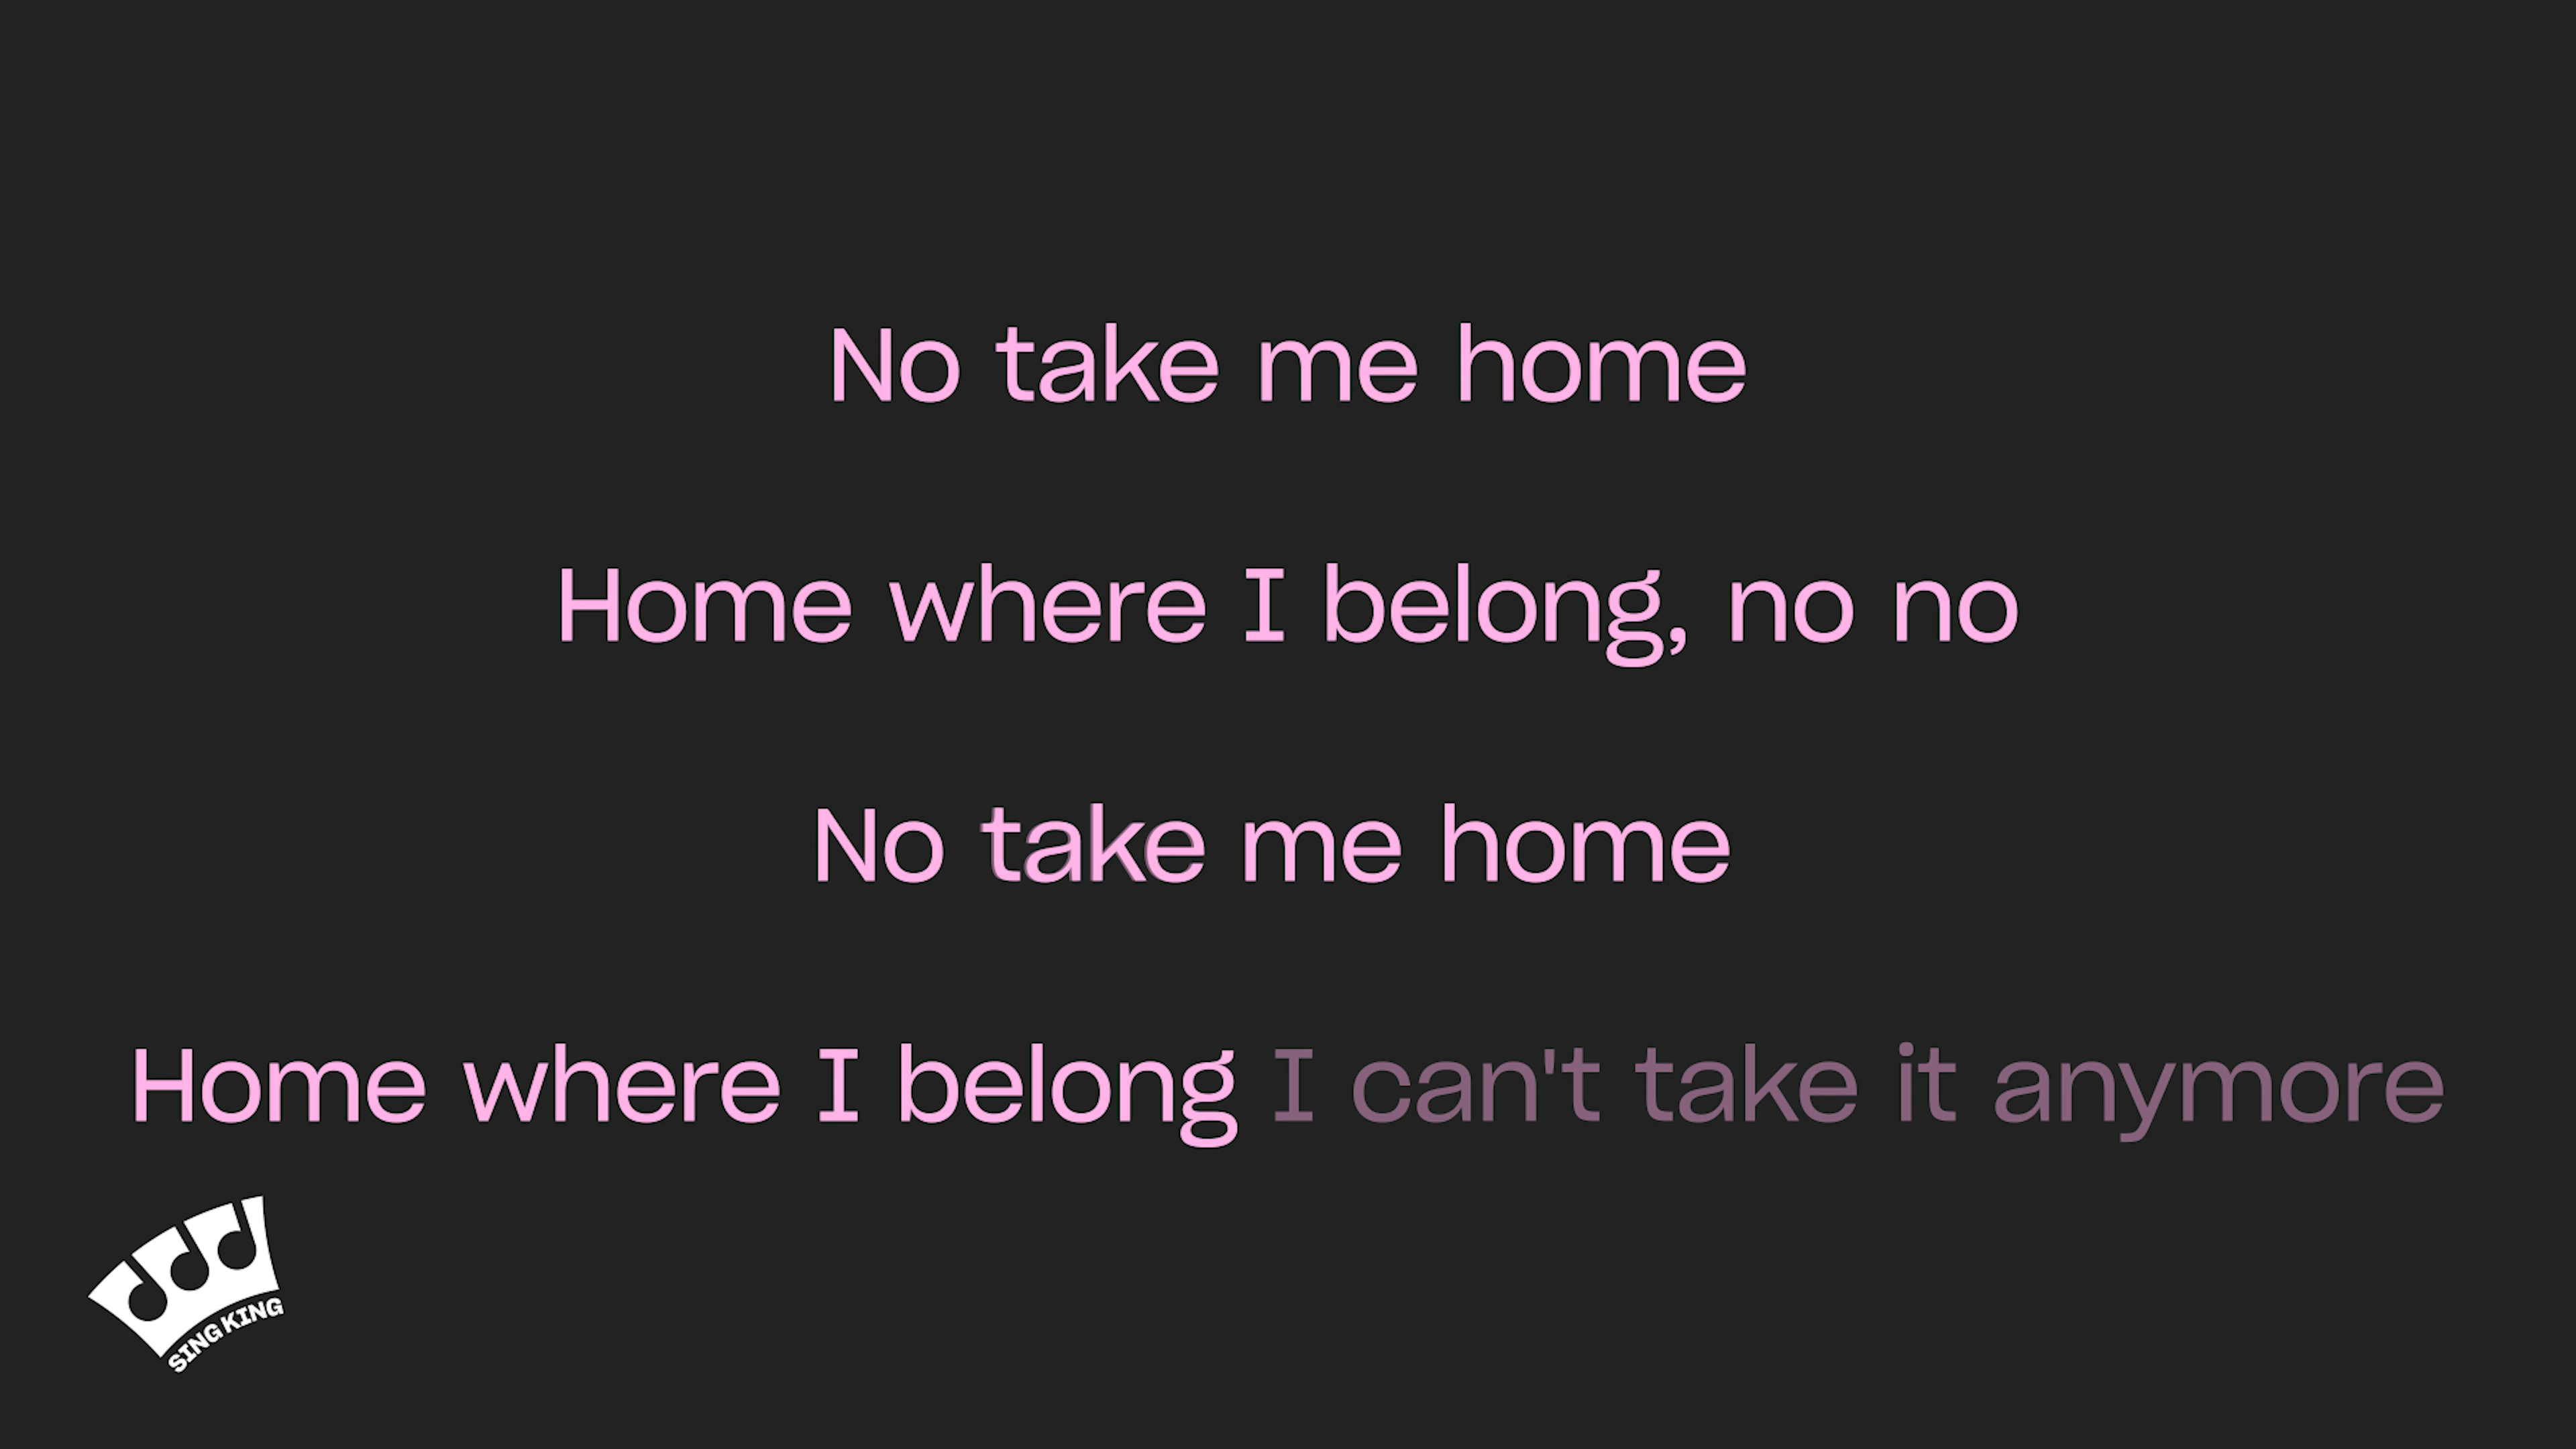 No take me home
Home where I belong, no no
No take me home
Home where I belong I can't take it anymore
SING KING